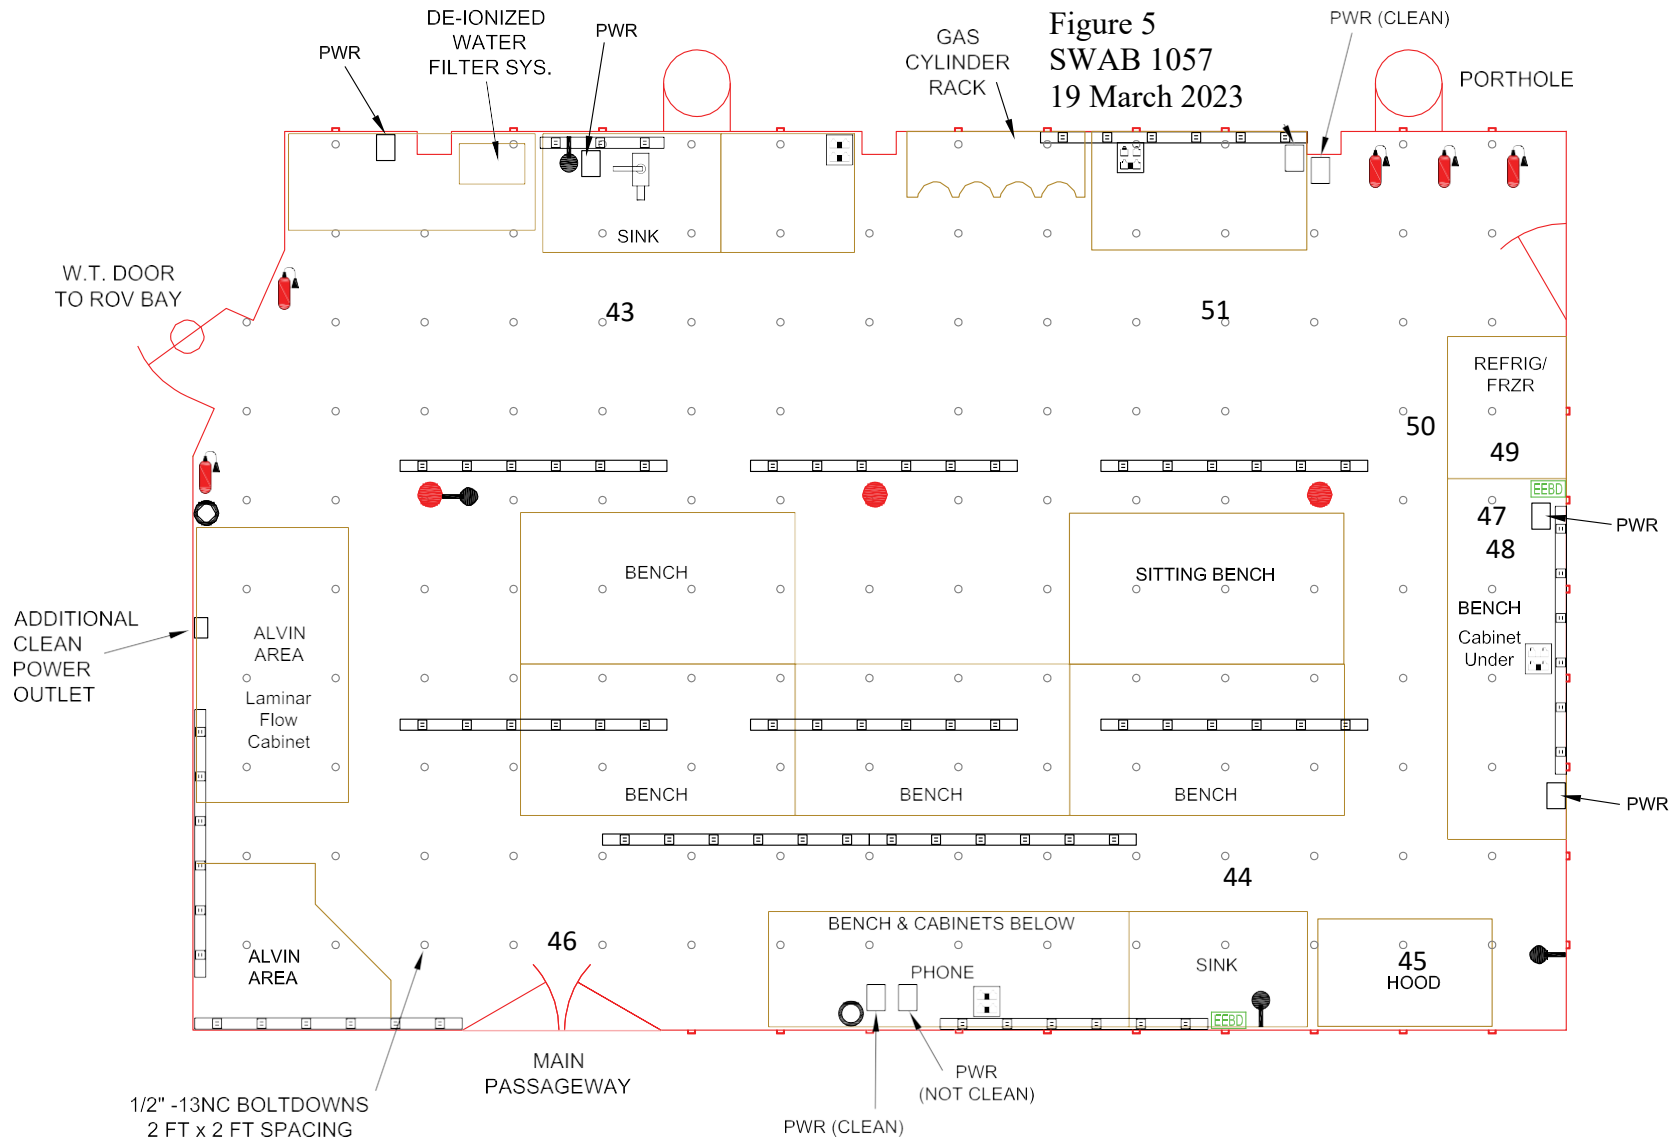 DE-IONIZED
WATER
FILTER SYS.
PWR
PWR
GAS
CYLINDER
RACK
Figure 5
SWAB 1057
19 March 2023
PWR (CLEAN)
PORTHOLE
SINK
W.T. DOOR
TO ROV BAY
43
51
REFRIG/
FRZR
50
49
EEBD
47
PWR
48
BENCH
SITTING BENCH
BENCH
Cabinet
Under
ADDITIONAL
CLEAN
POWER
OUTLET
ALVIN
AREA
Laminar
Flow
Cabinet
BENCH
BENCH
BENCH
PWR
44
46
BENCH & CABINETS BELOW
PHONE
SINK
45
HOOD
ALVIN
AREA
EEBD
MAIN
PASSAGEWAY
PWR
(NOT CLEAN)
PWR (CLEAN)
1/2" -13NC BOLTDOWNS
2 FT x 2 FT SPACING